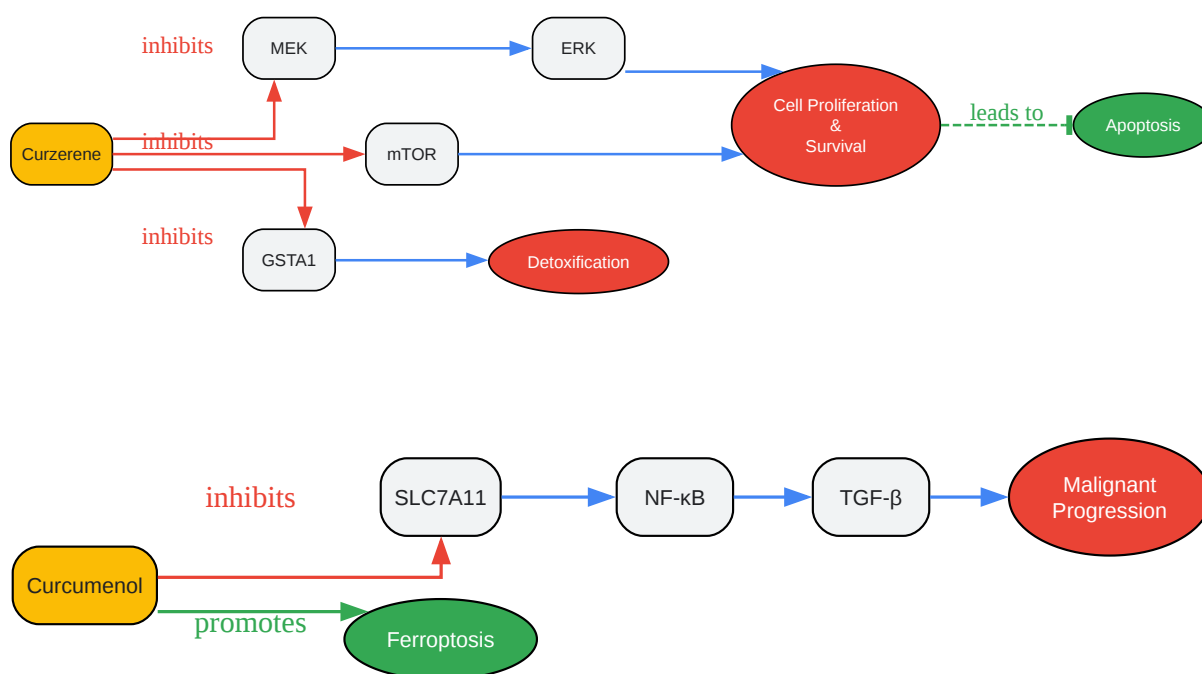 inhibits
MEK
ERK
Cell Proliferation
&
Survival
leads to
Apoptosis
Curzerene
inhibits
mTOR
inhibits
GSTA1
Detoxification
inhibits
SLC7A11
NF-κB
TGF-β
Malignant
Progression
Curcumenol
promotes
Ferroptosis